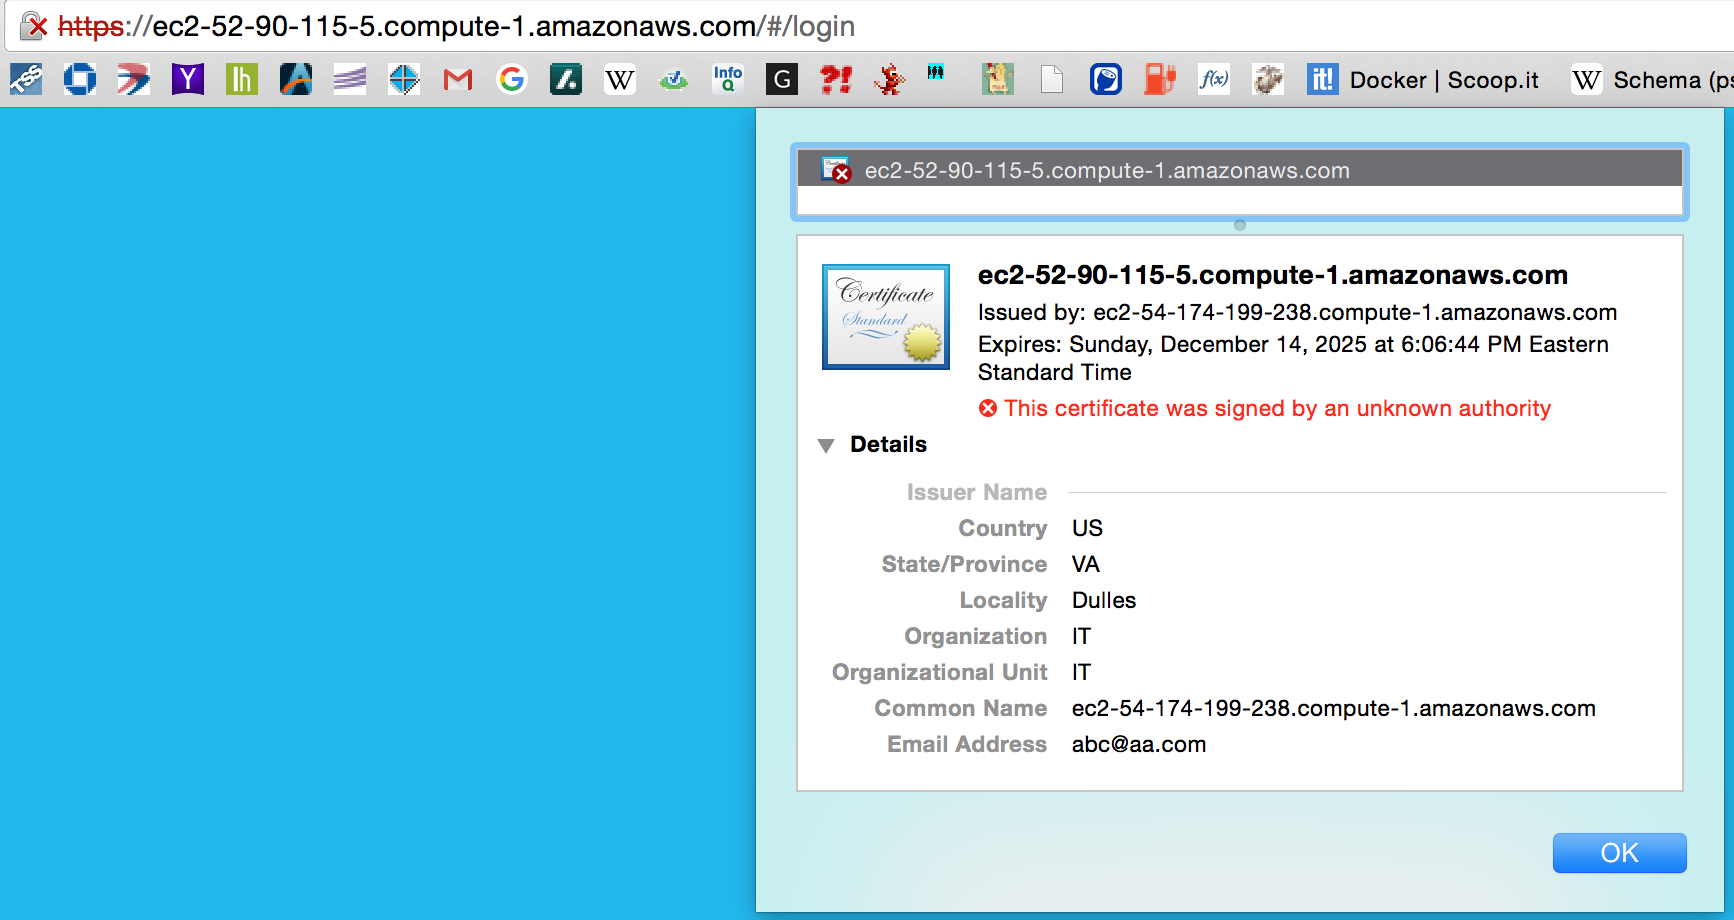 https://ec2-52-90-115-5.compute-1.amazonaws.com/#/login
TSS Y lh G Info Q G ?! f(x) it! Docker | Scoop.it W Schema (ps
ec2-52-90-115-5.compute-1.amazonaws.com
Certificate
Standard
ec2-52-90-115-5.compute-1.amazonaws.com
Issued by: ec2-54-174-199-238.compute-1.amazonaws.com
Expires: Sunday, December 14, 2025 at 6:06:44 PM Eastern
Standard Time
This certificate was signed by an unknown authority
Details
Issuer Name
Country US
State/Province VA
Locality Dulles
Organization IT
Organizational Unit IT
Common Name ec2-54-174-199-238.compute-1.amazonaws.com
Email Address abc@aa.com
OK